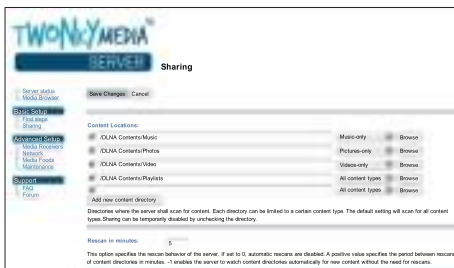 TWONKYMEDIA
SERVER
Sharing
Server status
Media Browser
Save Changes Cancel
Basic Setup
First steps
Sharing
Content Locations:
/DLNA Contents/Music Music-only Browse
Advanced Setup
Media Receivers
Network
Media Feeds
Maintenance
/DLNA Contents/Photos Pictures-only Browse
/DLNA Contents/Video Videos-only Browse
/DLNA Contents/Playlists All content types Browse
All content types Browse
Support
FAQ
Forum
Add new content directory
Directories where the server shall scan for content. Each directory can be limited to a certain content type. The default setting will scan for all content
types. Sharing can be temporarily disabled by unchecking the directory.
Rescan in minutes: 5
This option specifies the rescan behavior of the server. If set to 0, automatic rescans are disabled. A positive value specifies the period between rescans
of content directories in minutes. -1 enables the server to watch content directories automatically for new content without the need for rescans.